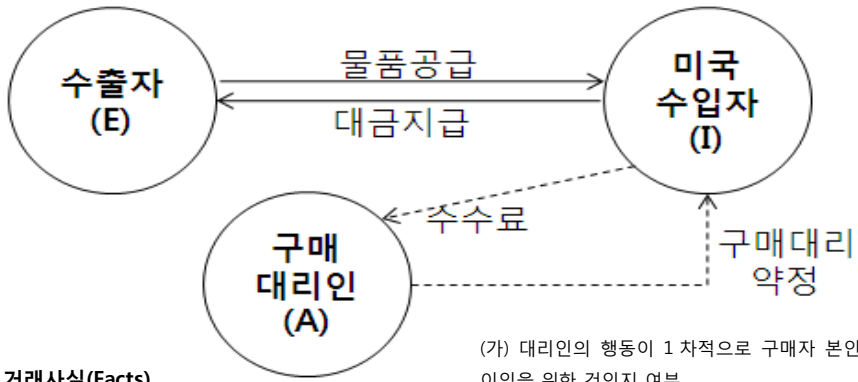 수출자
(E)
물품공급
대금지급
미국
수입자
(I)
수수료
구매
대리인
(A)
구매대리
약정
거래사실(Facts)
(가) 대리인의 행동이 1차적으로 구매자 본인